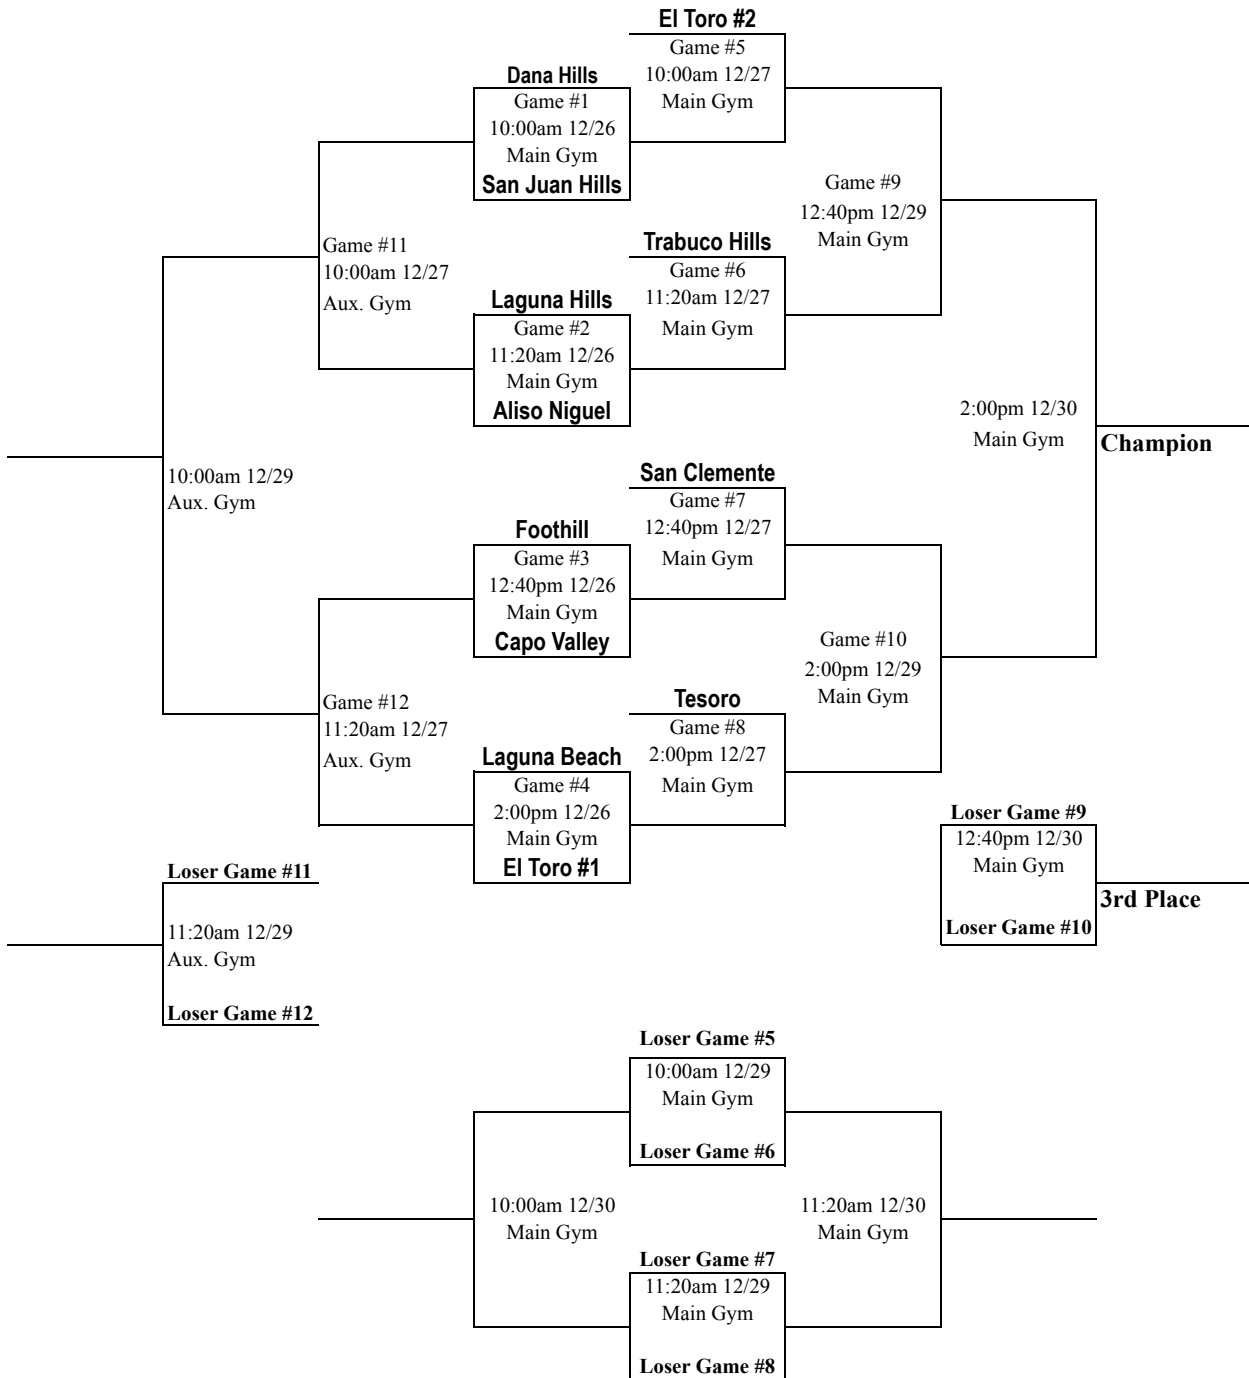 El Toro #2
Game #5
10:00am 12/27
Main Gym
Dana Hills
Game #1
10:00am 12/26
Main Gym
San Juan Hills
Game #9
12:40pm 12/29
Main Gym
Trabuco Hills
Game #6
11:20am 12/27
Main Gym
Game #11
10:00am 12/27
Aux. Gym
Laguna Hills
Game #2
11:20am 12/26
Main Gym
Aliso Niguel
2:00pm 12/30
Main Gym
Champion
10:00am 12/29
Aux. Gym
San Clemente
Game #7
12:40pm 12/27
Main Gym
Foothill
Game #3
12:40pm 12/26
Main Gym
Capo Valley
Game #10
2:00pm 12/29
Main Gym
Tesoro
Game #8
2:00pm 12/27
Main Gym
Game #12
11:20am 12/27
Aux. Gym
Laguna Beach
Game #4
2:00pm 12/26
Main Gym
El Toro #1
Loser Game #9
12:40pm 12/30
Main Gym
Loser Game #10
3rd Place
Loser Game #11
11:20am 12/29
Aux. Gym
Loser Game #12
Loser Game #5
10:00am 12/29
Main Gym
Loser Game #6
10:00am 12/30
Main Gym
11:20am 12/30
Main Gym
Loser Game #7
11:20am 12/29
Main Gym
Loser Game #8